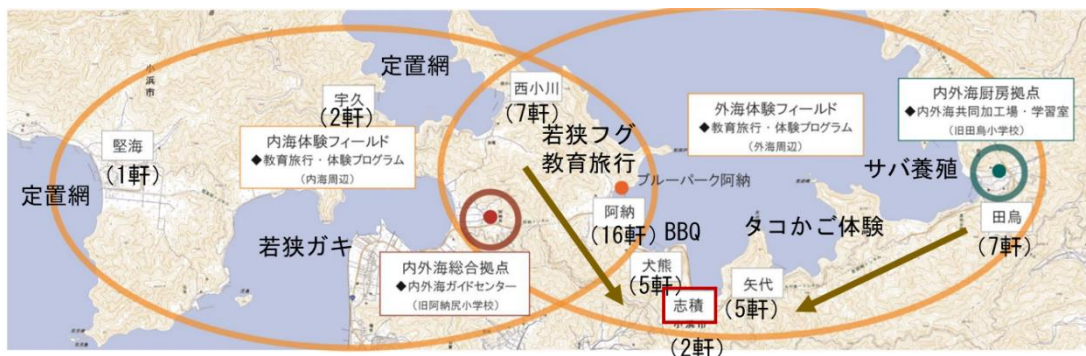 定置網
小浜市
西小川
(7軒)
宇久
(2軒)
内海体験フィールド
◆教育旅行・体験プログラム
(内海周辺)
外海体験フィールド
◆教育旅行・体験プログラム
(外海周辺)
内外海厨房拠点
◆内外海共同加工場・学習室
(旧田烏小学校)
堅海
(1軒)
定置網
若狭フグ
教育旅行
サバ養殖
ブルーパーク阿納
阿納
(16軒)
BBQ
タコかご体験
田烏
(7軒)
若狭ガキ
内外海総合拠点
◆内外海ガイドセンター
(旧阿納尻小学校)
犬熊
(5軒)
矢代
(5軒)
志積
小浜市
(2軒)